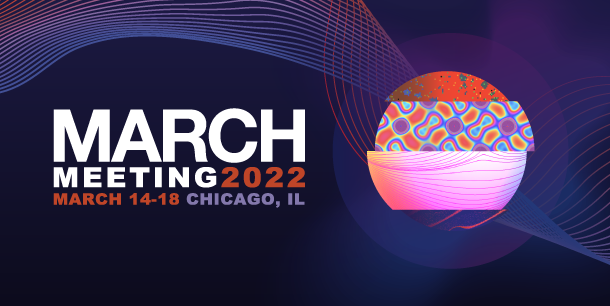 MARCH
MEETING2022
MARCH 14-18 CHICAGO, IL